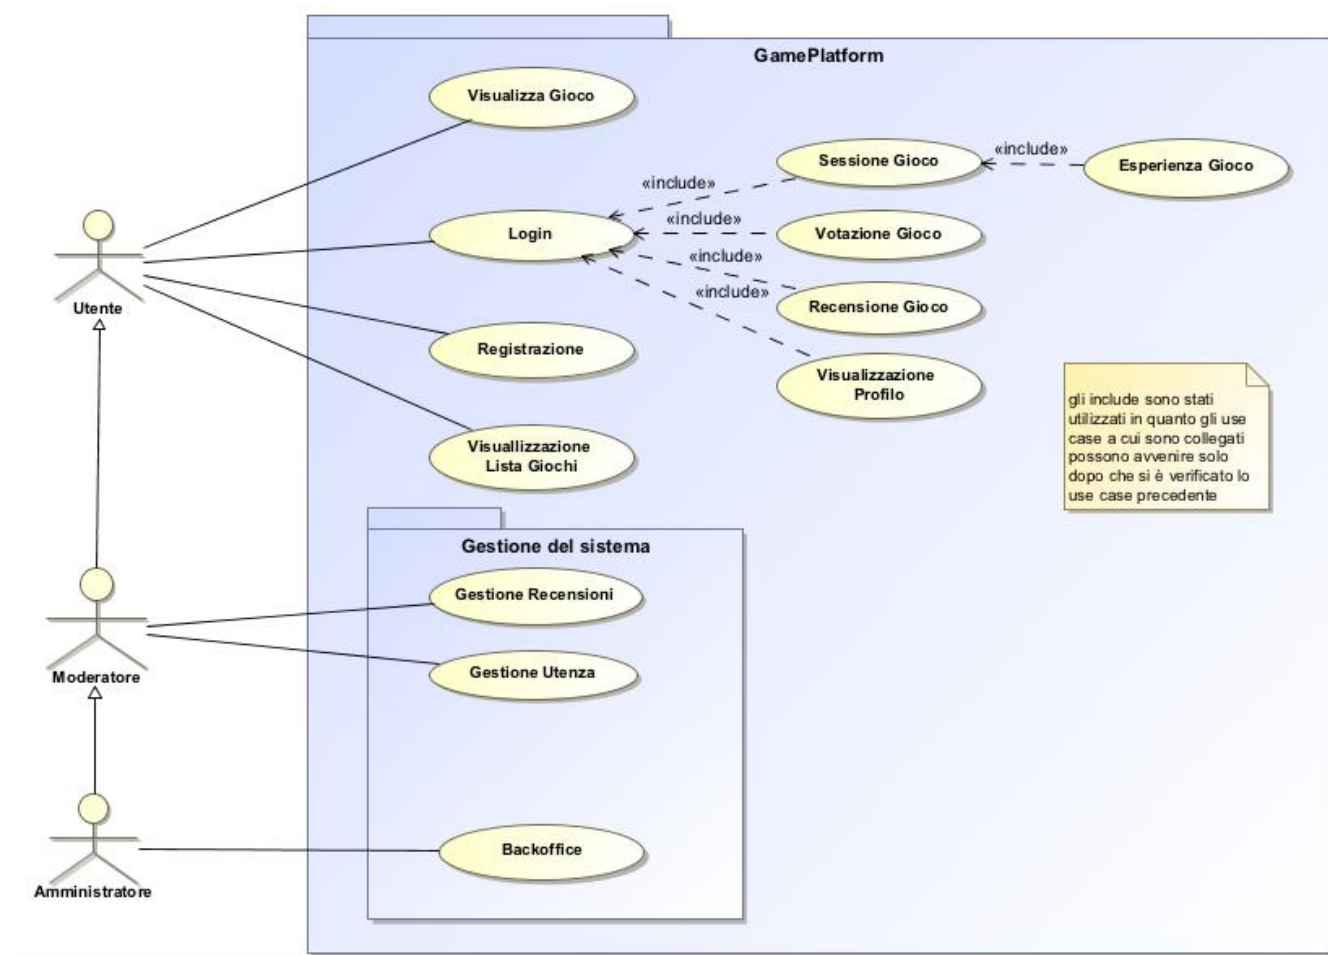 GamePlatform
Visualizza Gioco
Sessione Gioco
«include»
Esperienza Gioco
«include»
Login
«include»
Votazione Gioco
«include»
Recensione Gioco
«include»
Utente
Registrazione
Visualizzazione
Profilo
gli include sono stati
utilizzati in quanto gli use
case a cui sono collegati
possono avvenire solo
dopo che si è verificato lo
use case precedente
Visuallizzazione
Lista Giochi
Gestione del sistema
Gestione Recensioni
Gestione Utenza
Moderatore
Backoffice
Amministratore